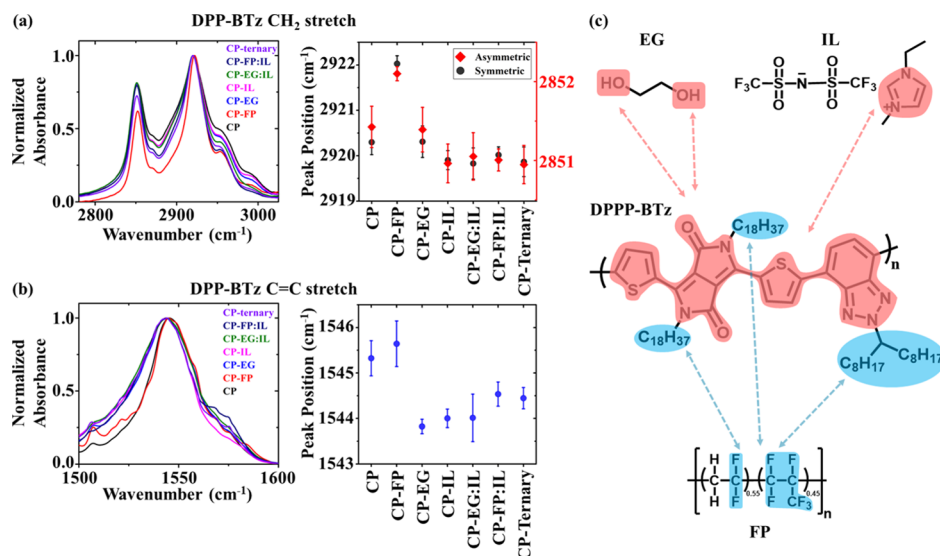 (a) DPP-BTz CH2 stretch
Normalized
Absorbance
1.0
0.5
0.0
2800 2900 3000
Wavenumber (cm-1)
CP-ternary
CP-FP:IL
CP-EG:IL
CP-IL
CP-EG
CP-FP
CP
Peak Position (cm-1)
2922
2921
2920
2919
2852
2851
Asymmetric
Symmetric
CP
CP-FP
CP-EG
CP-IL
CP-EG:IL
CP-FP:IL
CP-Ternary
(b) DPP-BTz C=C stretch
Normalized
Absorbance
1.0
0.5
0.0
1500 1550 1600
Wavenumber (cm-1)
CP-ternary
CP-FP:IL
CP-EG:IL
CP-IL
CP-EG
CP-FP
CP
Peak Position (cm-1)
1546
1545
1544
1543
CP
CP-FP
CP-EG
CP-IL
CP-EG:IL
CP-FP:IL
CP-Ternary
(c)
EG IL
HO OH
F3C S O O N S O O CF3
N N +
DPPP-BTz
C18H37
O N S S N O
C18H37
N N N
n
C8H17 C8H17
H F F F
C C C C
H F F CF3
0.55 0.45 n
FP